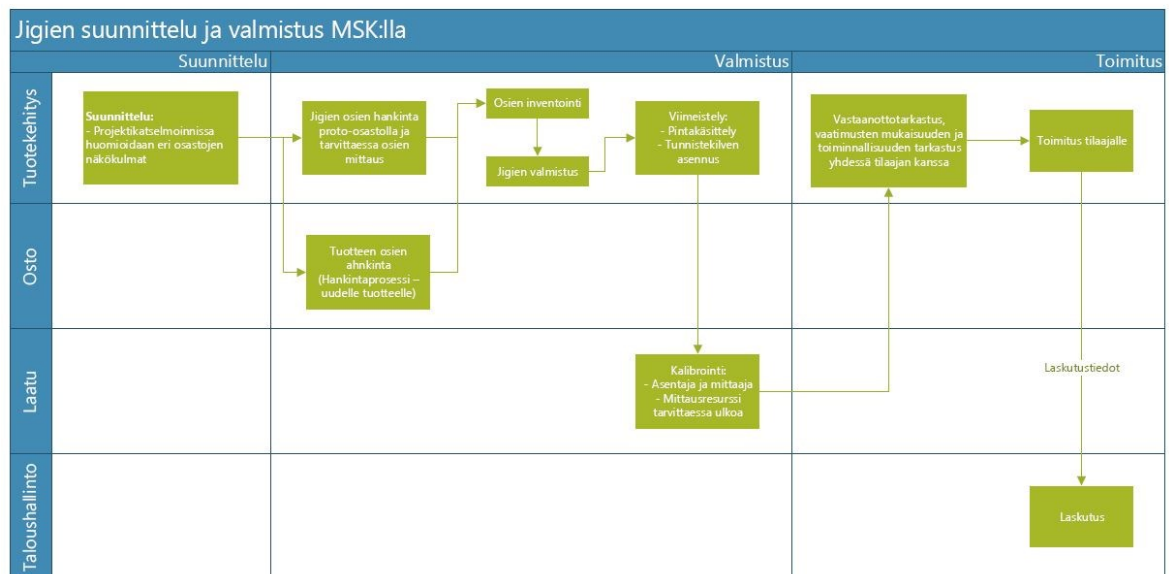 Jigien suunnittelu ja valmistus MSK:lla
Suunnittelu
Valmistus
Toimitus
Tuotekehitys
Suunnittelu:
- Projektikatselmoinnissa
huomioidaan eri osastojen
näkökulmat
Jigien osien hankinta
proto-osastolla ja
tarvittaessa osien
mittaus
Osien inventointi
Jigien valmistus
Viimeistely:
- Pintakäsittely
- Tunnistekilven
asennus
Vastaanottotarkastus,
vaatimusten mukaisuuden ja
toiminnallisuuden tarkastus
yhdessä tilaajan kanssa
Toimitus tilaajalle
Osto
Tuotteen osien
ahnkinta
(Hankintaprosessi –
uudelle tuotteelle)
Laatu
Kalibrointi:
- Asentaja ja mittaaja
- Mittausresurssi
tarvittaessa ulkoa
Laskutustiedot
Taloushallinto
Laskutus